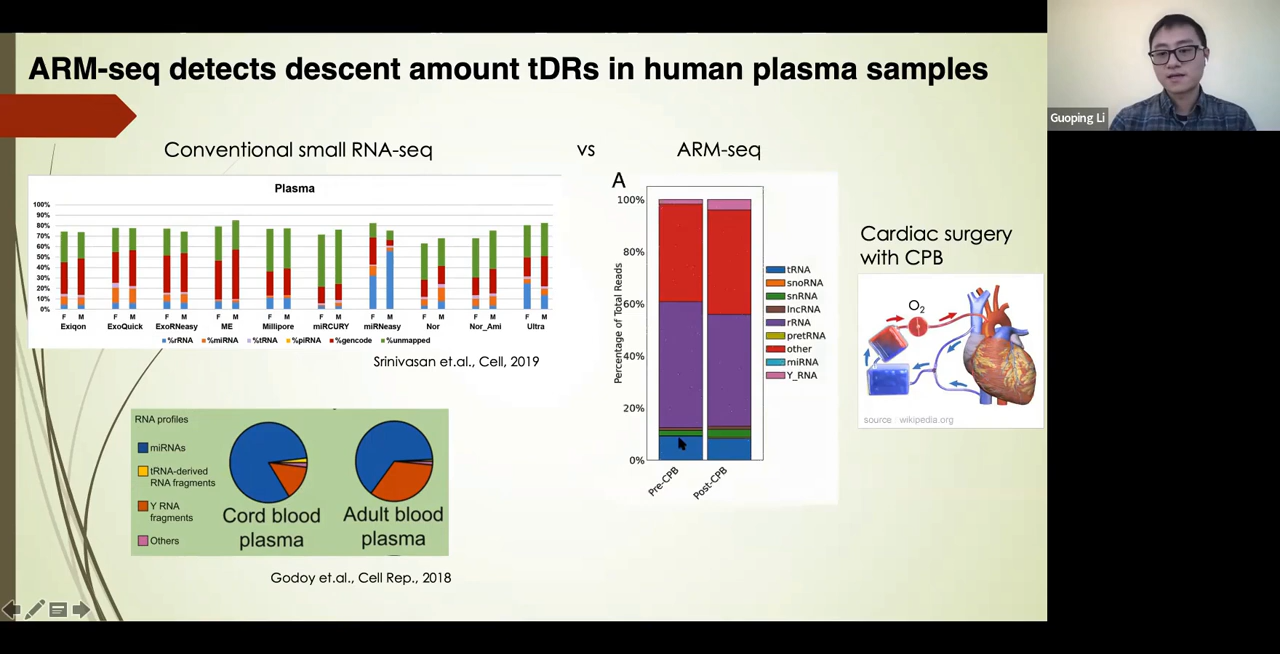 ARM-seq detects descent amount tDRs in human plasma samples
Guoping Li
Conventional small RNA-seq
vs
ARM-seq
Plasma
100%
90%
80%
70%
60%
50%
40%
30%
20%
10%
0%
F M F M F M F M F M F M F M F M F M F M
Exiqon ExoQuick ExoRNeasy ME Millipore miRCURY miRNeasy Nor Nor_Ami Ultra
%rRNA %miRNA %tRNA %piRNA %gencode %unmapped
Srinivasan et.al., Cell, 2019
RNA profiles
miRNAs
tRNA-derived
RNA fragments
Y RNA
fragments
Others
Cord blood
plasma
Adult blood
plasma
Godoy et.al., Cell Rep., 2018
A
Percentage of Total Reads
100%
80%
60%
40%
20%
0%
Pre-CPB
Post-CPB
tRNA
snoRNA
snRNA
lncRNA
rRNA
pretRNA
other
miRNA
Y_RNA
Cardiac surgery
with CPB
O2
source : wikipedia.org